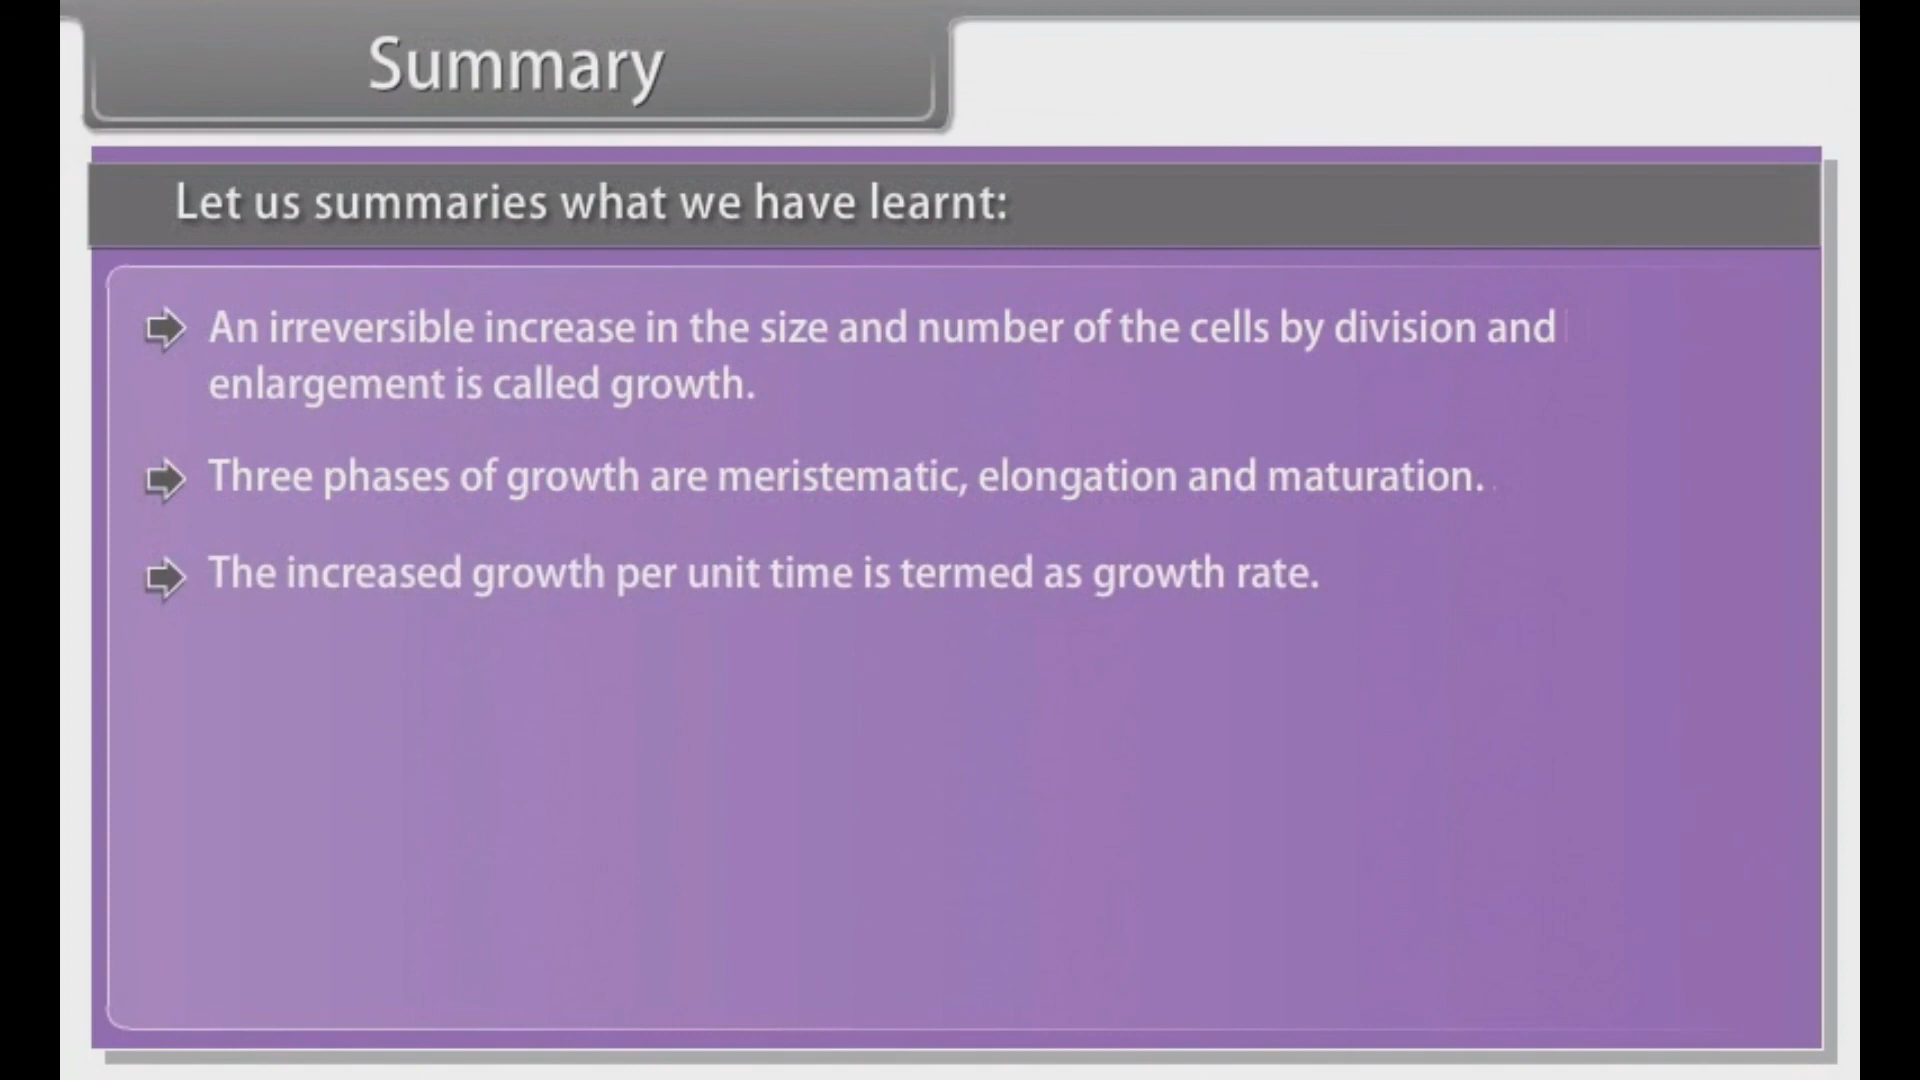 Summary
Let us summaries what we have learnt:
An irreversible increase in the size and number of the cells by division and
enlargement is called growth.
Three phases of growth are meristematic, elongation and maturation.
The increased growth per unit time is termed as growth rate.